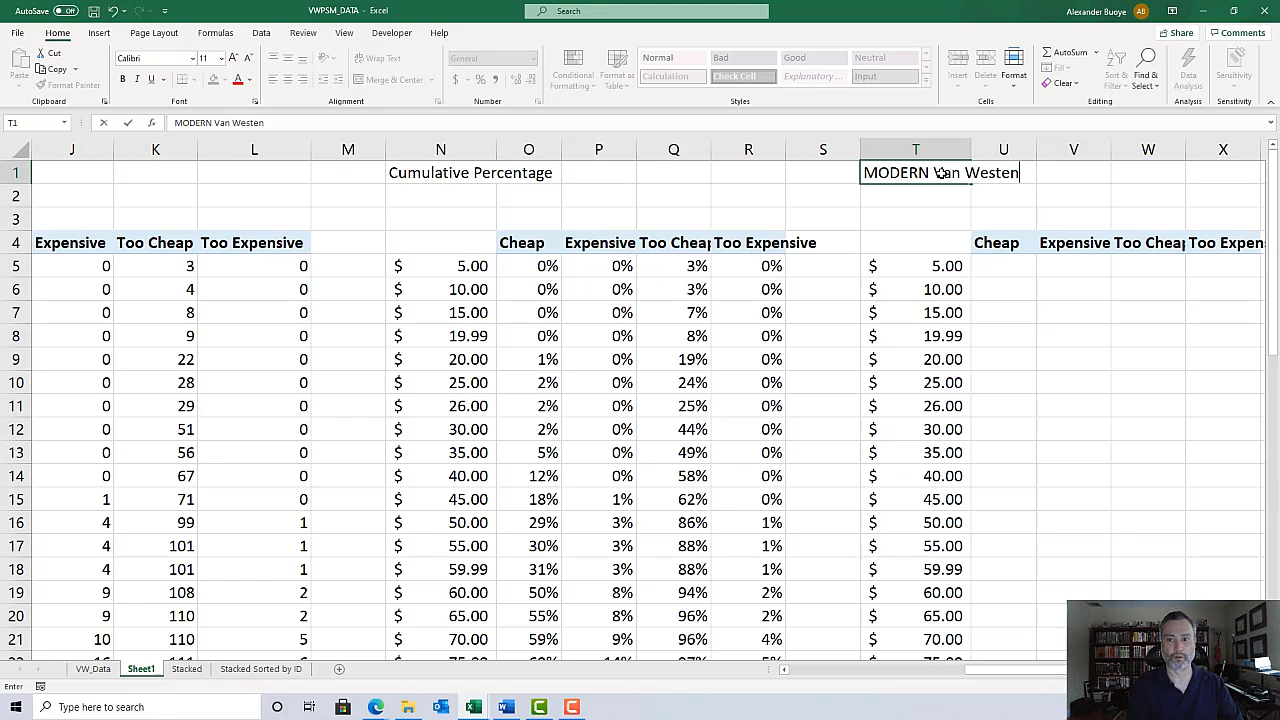 AutoSave Off VWPSM_DATA - Excel Search Alexander Buoye AB
File Home Insert Page Layout Formulas Data Review View Developer Help Share Comments
Paste Cut Copy Format Painter Clipboard
Calibri 11 B I U A Font
Merge & Center Alignment
General $ % Number
Conditional Formatting Format as Table
Normal Bad Good Neutral
Calculation Check Cell Explanatory ... Input
Styles
Insert Delete Format Cells
AutoSum Fill Clear Sort & Filter Find & Select Editing
Analyze Data Analysis Sensitivity Sensitivity
T1 fx MODERN Van Westen
J K L M N O P Q R S T U V W X
1 Cumulative Percentage MODERN Van Westen
2
3
4 Expensive Too Cheap Too Expensive Cheap Expensive Too Cheap Too Expensive Cheap Expensive Too Cheap Too Expen
5 0 3 0 $ 5.00 0% 0% 3% 0% $ 5.00
6 0 4 0 $ 10.00 0% 0% 3% 0% $ 10.00
7 0 8 0 $ 15.00 0% 0% 7% 0% $ 15.00
8 0 9 0 $ 19.99 0% 0% 8% 0% $ 19.99
9 0 22 0 $ 20.00 1% 0% 19% 0% $ 20.00
10 0 28 0 $ 25.00 2% 0% 24% 0% $ 25.00
11 0 29 0 $ 26.00 2% 0% 25% 0% $ 26.00
12 0 51 0 $ 30.00 2% 0% 44% 0% $ 30.00
13 0 56 0 $ 35.00 5% 0% 49% 0% $ 35.00
14 0 67 0 $ 40.00 12% 0% 58% 0% $ 40.00
15 1 71 0 $ 45.00 18% 1% 62% 0% $ 45.00
16 4 99 1 $ 50.00 29% 3% 86% 1% $ 50.00
17 4 101 1 $ 55.00 30% 3% 88% 1% $ 55.00
18 4 101 1 $ 59.99 31% 3% 88% 1% $ 59.99
19 9 108 2 $ 60.00 50% 8% 94% 2% $ 60.00
20 9 110 2 $ 65.00 55% 8% 96% 2% $ 65.00
21 10 110 5 $ 70.00 59% 9% 96% 4% $ 70.00
VW_Data Sheet1 Stacked Stacked Sorted by ID
Enter
Type here to search